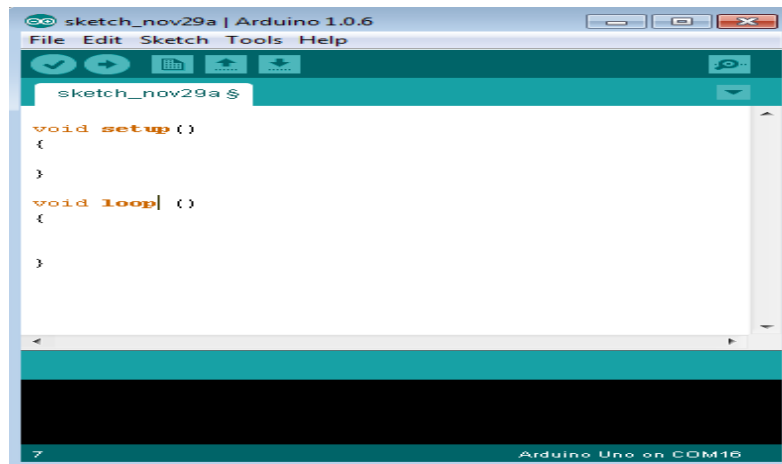 sketch_nov29a | Arduino 1.0.6
File Edit Sketch Tools Help
sketch_nov29a §
void setup()
{
}
void loop ()
{
}
7 Arduino Uno on COM16